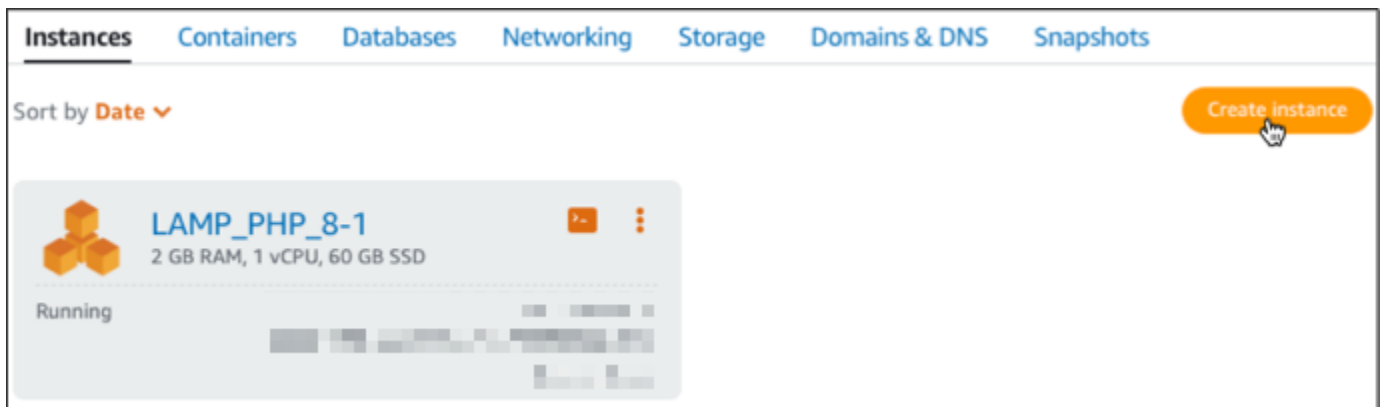 Instances Containers Databases Networking Storage Domains & DNS Snapshots
Sort by Date
Create instance
LAMP_PHP_8-1
2 GB RAM, 1 vCPU, 60 GB SSD
Running